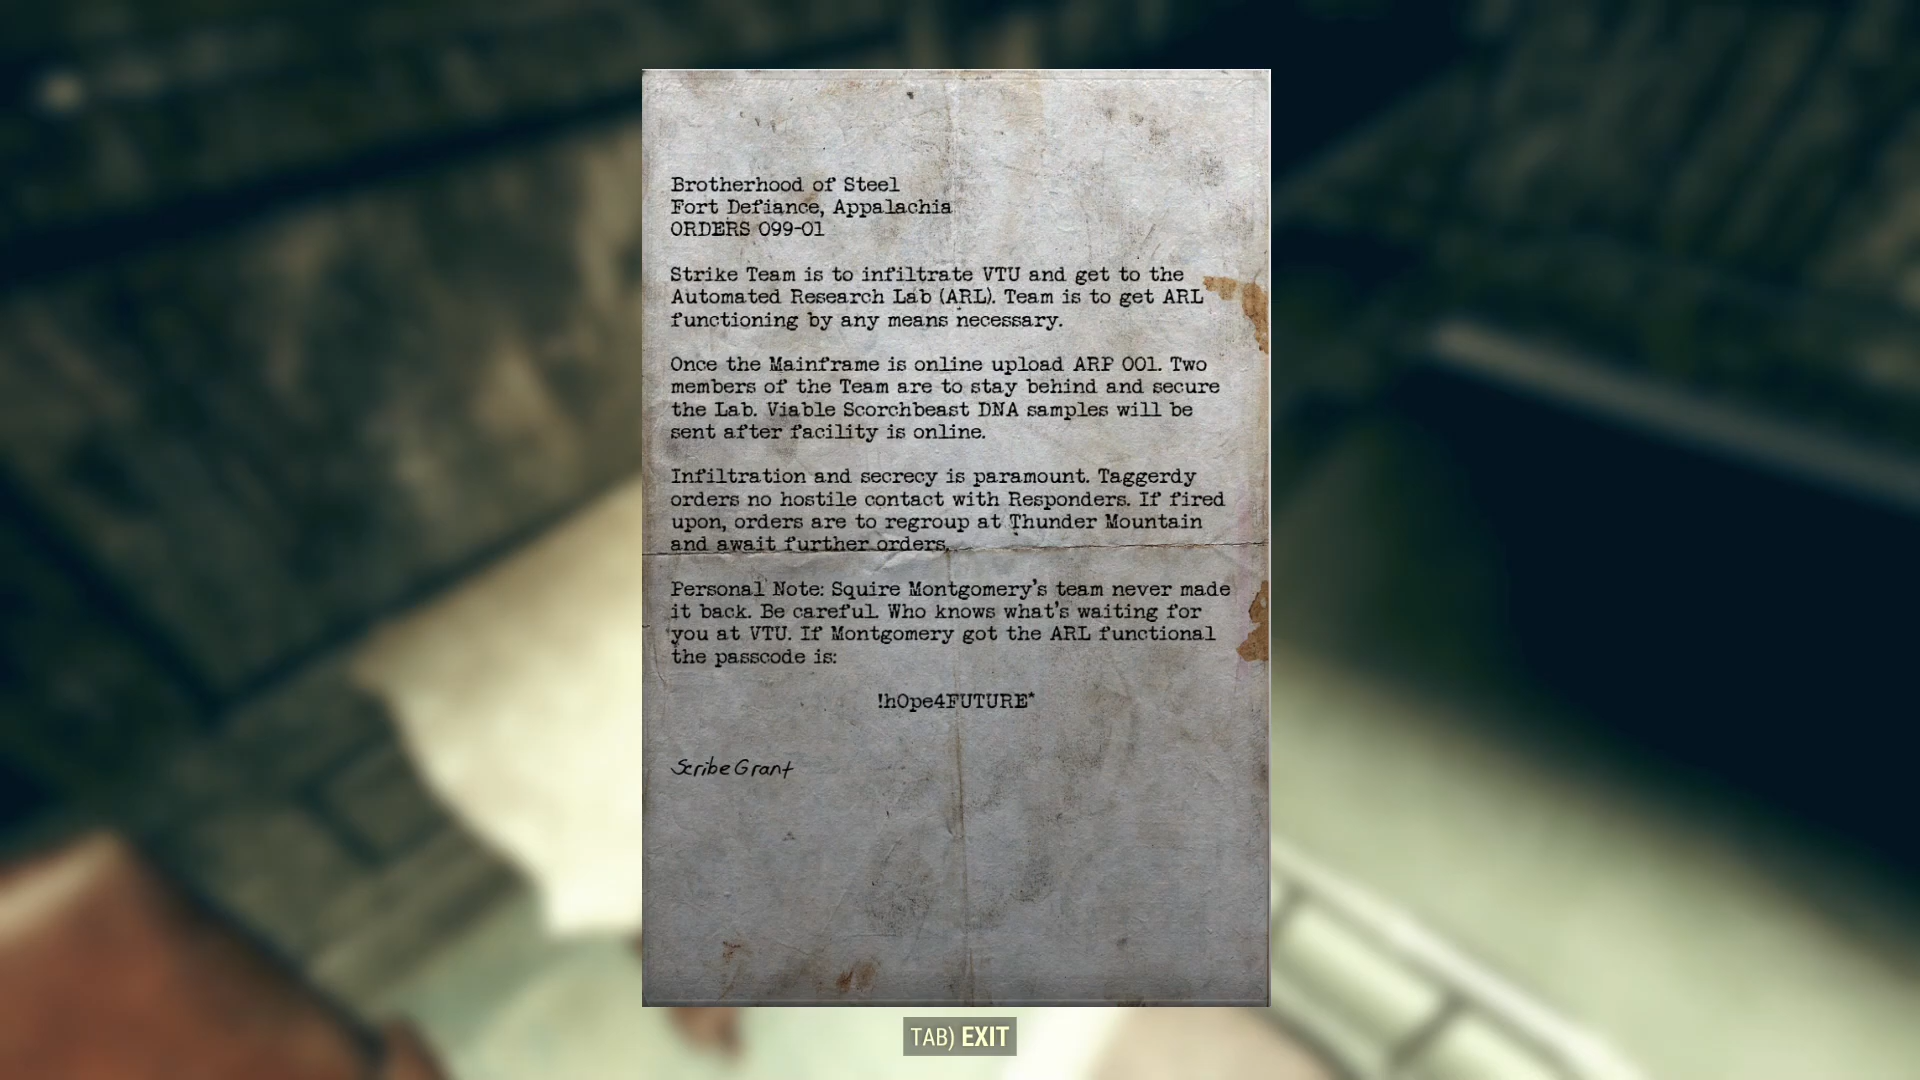 Brotherhood of Steel
Fort Defiance, Appalachia
ORDERS 099-01
Strike Team is to infiltrate VTU and get to the
Automated Research Lab (ARL). Team is to get ARL
functioning by any means necessary.
Once the Mainframe is online upload ARP 001. Two
members of the Team are to stay behind and secure
the Lab. Viable Scorchbeast DNA samples will be
sent after facility is online.
Infiltration and secrecy is paramount. Taggerdy
orders no hostile contact with Responders. If fired
upon, orders are to regroup at Thunder Mountain
and await further orders.
Personal Note: Squire Montgomery's team never made
it back. Be careful. Who knows what's waiting for
you at VTU. If Montgomery got the ARL functional
the passcode is:
!h0pe4FUTURE*
Scribe Grant
TAB) EXIT